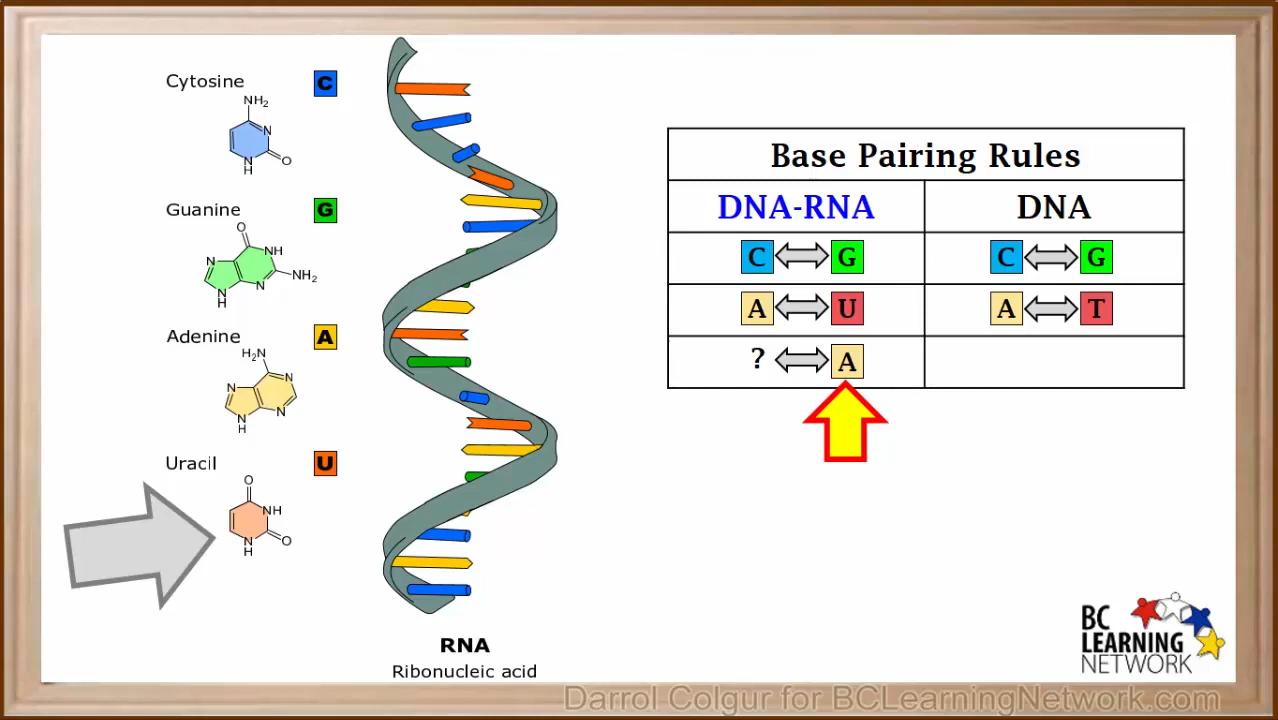 Cytosine C
NH2
N
N
H
O
Guanine G
O
N
NH
N
H
N
NH2
Adenine A
H2N
N
N
N
H
N
Uracil U
O
NH
N
H
O
RNA
Ribonucleic acid
Base Pairing Rules
DNA-RNA DNA
C G C G
A U A T
? A
BC
LEARNING
NETWORK
Darrol Colgur for BCLearningNetwork.com